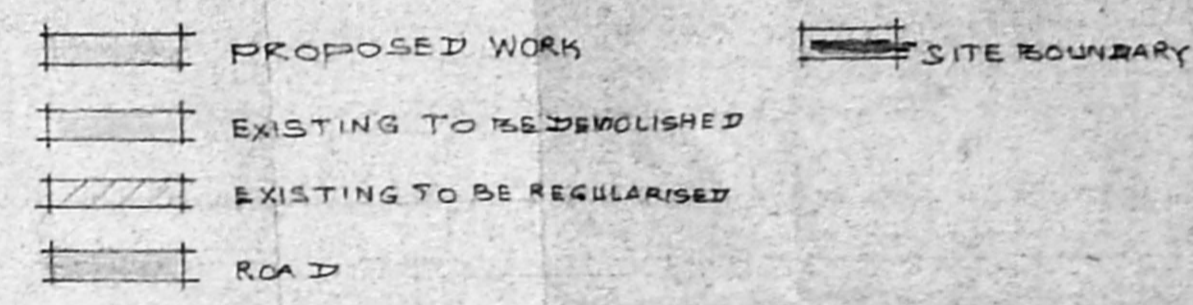 PROPOSED WORK
SITE BOUNDARY
EXISTING TO BE DEMOLISHED
EXISTING TO BE REGULARISED
ROAD